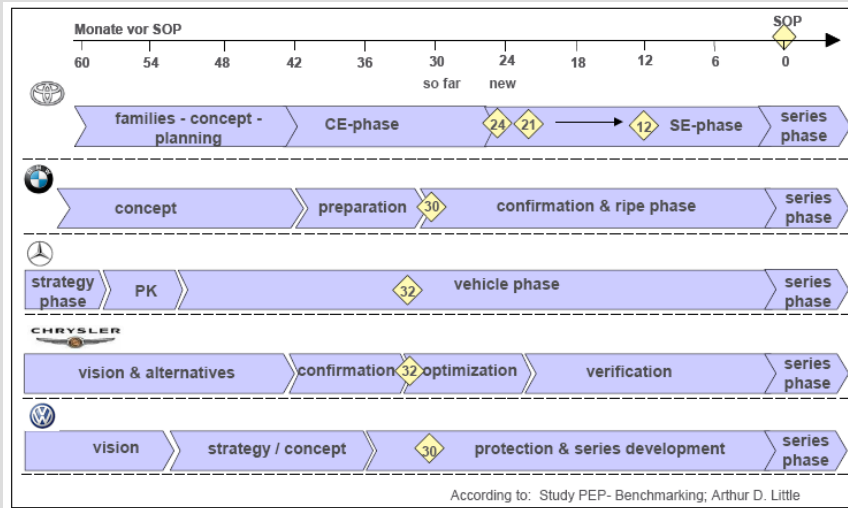 Monate vor SOP
SOP
60 54 48 42 36 30 24 18 12 6 0
so far new
families - concept -
planning
CE-phase
24
21
12
SE-phase
series
phase
concept
preparation
30
confirmation & ripe phase
series
phase
strategy
phase
PK
32
vehicle phase
series
phase
CHRYSLER
vision & alternatives
confirmation
32
optimization
verification
series
phase
vision
strategy / concept
30
protection & series development
series
phase
According to: Study PEP- Benchmarking; Arthur D. Little